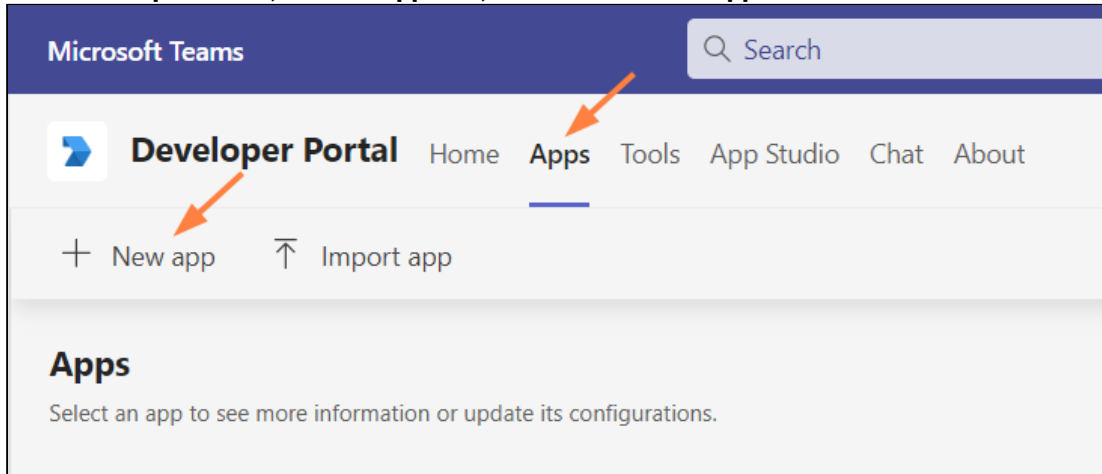 Microsoft Teams
Search
Developer Portal Home Apps Tools App Studio Chat About
New app Import app
Apps
Select an app to see more information or update its configurations.